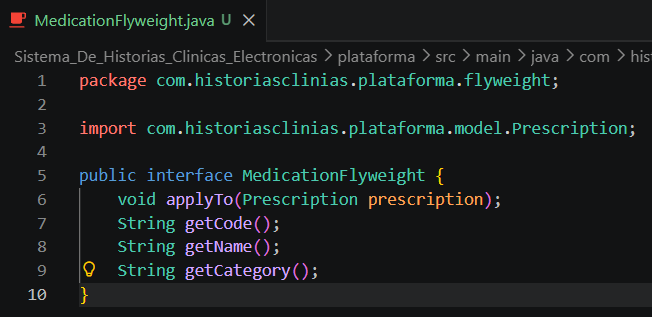 MedicationFlyweight.java U
Sistema_De_Historias_Clinicas_Electronicas > plataforma > src > main > java > com > his
1 package com.historiasclinias.plataforma.flyweight;
2
3 import com.historiasclinias.plataforma.model.Prescription;
4
5 public interface MedicationFlyweight {
6 void applyTo(Prescription prescription);
7 String getCode();
8 String getName();
9 String getCategory();
10 }